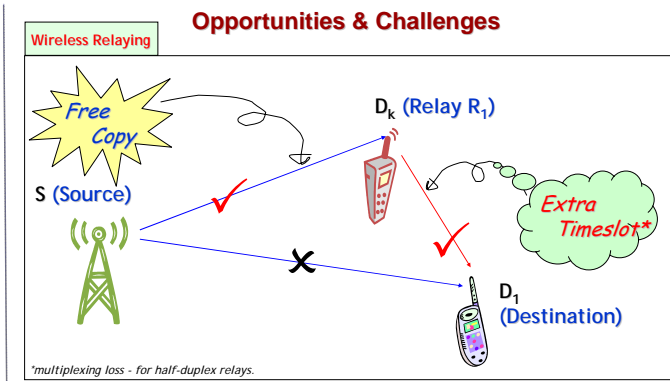 Opportunities & Challenges
Wireless Relaying
Free
Copy
Dk (Relay R1)
S (Source)
Extra
Timeslot*
D1
(Destination)
*multiplexing loss - for half-duplex relays.